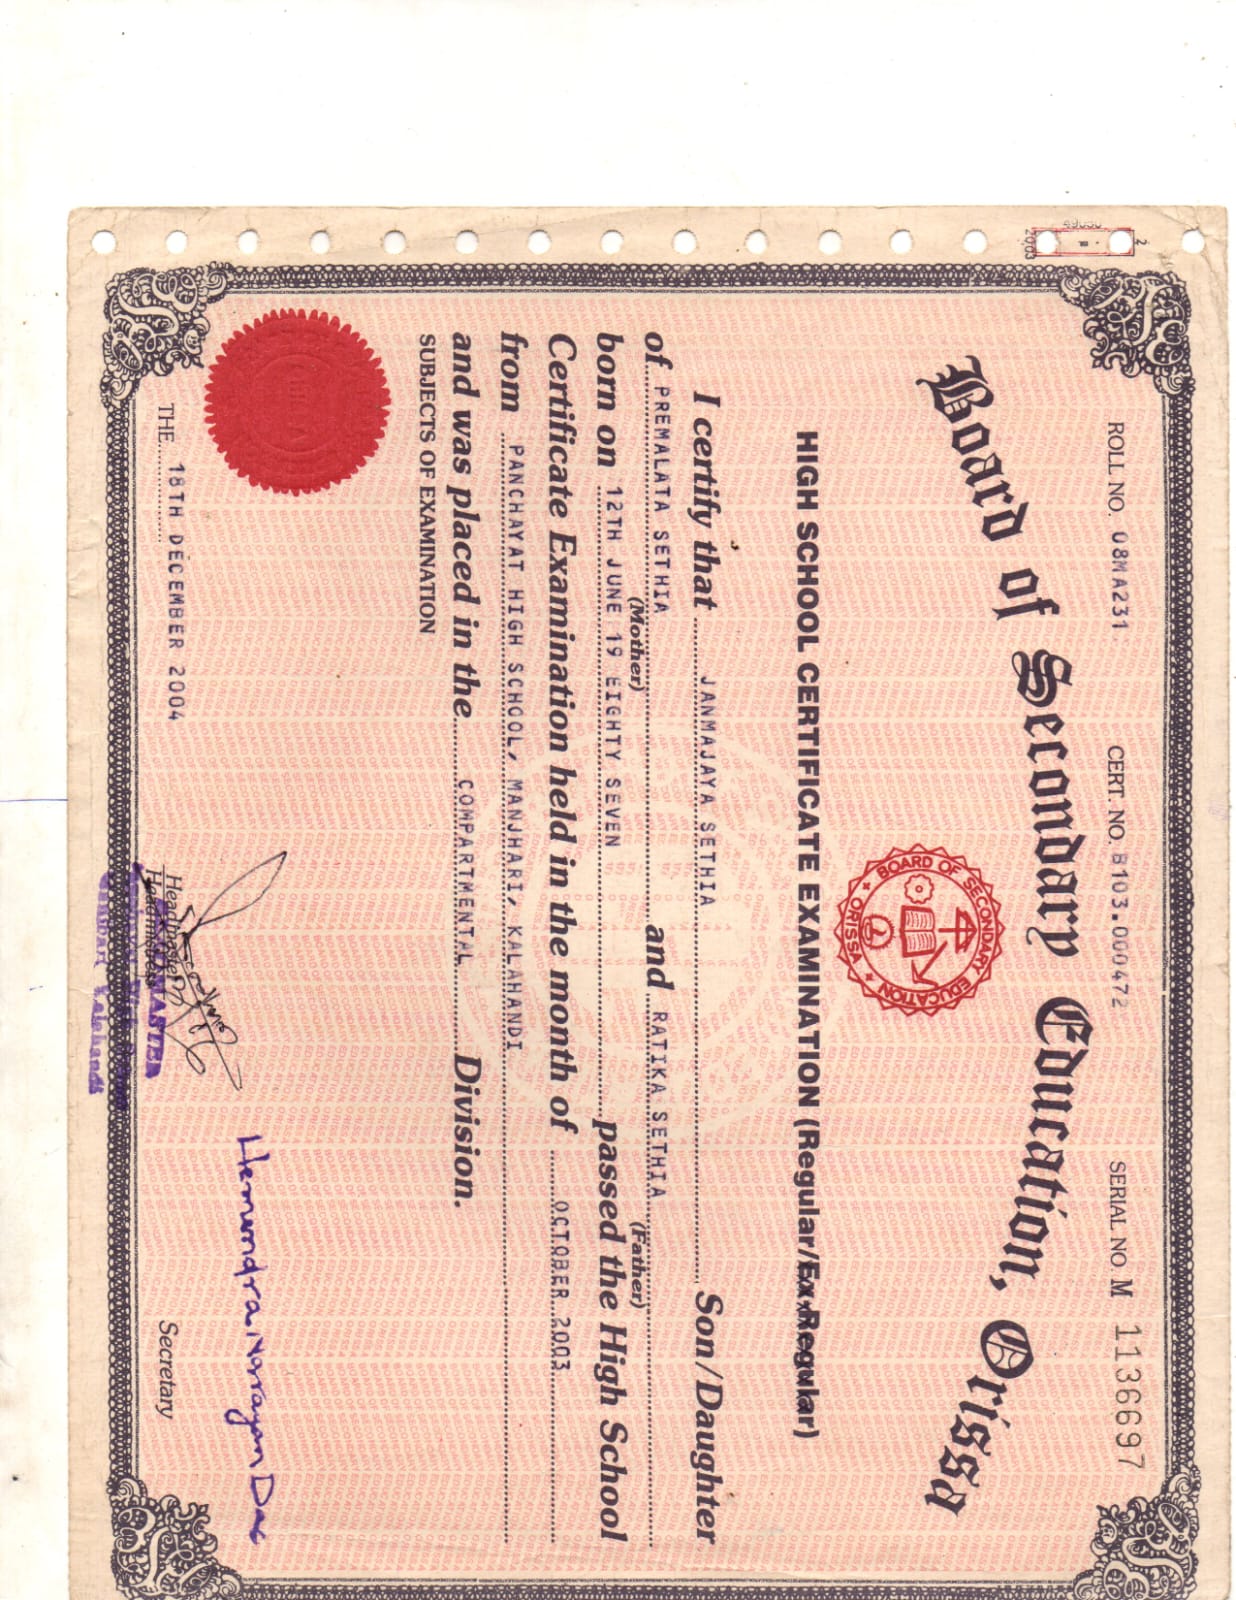 ROLL NO. 08MA231 CERT. NO. B103.000472 SERIAL NO. M 1136697
Board of Secondary Education, Orissa
BOARD OF SECONDARY EDUCATION
ORISSA
HIGH SCHOOL CERTIFICATE EXAMINATION (Regular/Ex-Regular)
I certify that JANMAJAYA SETHIA Son/Daughter
of PREMALATA SETHIA and RATIKA SETHIA
(Mother) (Father)
born on 12TH JUNE 19 EIGHTY SEVEN passed the High School
Certificate Examination held in the month of OCTOBER 2003
from PANCHAYAT HIGH SCHOOL, MANJHARI, KALAHANDI
and was placed in the COMPARTMENTAL Division.
SUBJECTS OF EXAMINATION
Hemendra Narayan Das
THE 18TH DECEMBER 2004 Headmaster Secretary
Headmistress